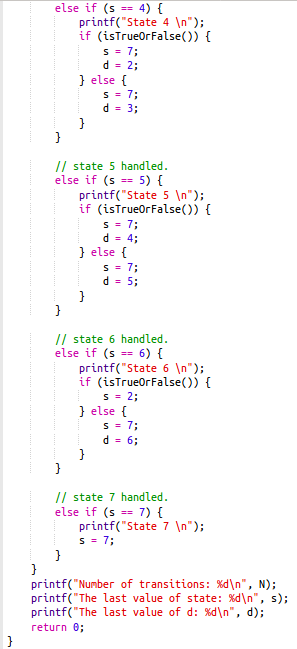 else if (s == 4) {
printf("State 4 \n");
if (isTrueOrFalse()) {
s = 7;
d = 2;
} else {
s = 7;
d = 3;
}
}
// state 5 handled.
else if (s == 5) {
printf("State 5 \n");
if (isTrueOrFalse()) {
s = 7;
d = 4;
} else {
s = 7;
d = 5;
}
}
// state 6 handled.
else if (s == 6) {
printf("State 6 \n");
if (isTrueOrFalse()) {
s = 2;
} else {
s = 7;
d = 6;
}
}
// state 7 handled.
else if (s == 7) {
printf("State 7 \n");
s = 7;
}
}
printf("Number of transitions: %d\n", N);
printf("The last value of state: %d\n", s);
printf("The last value of d: %d\n", d);
return 0;
}